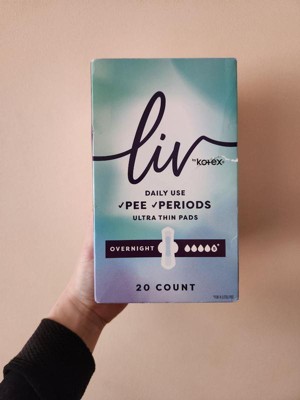 liv
by Kotex
DAILY USE
✓PEE ✓PERIODS
ULTRA THIN PADS
OVERNIGHT
20 COUNT